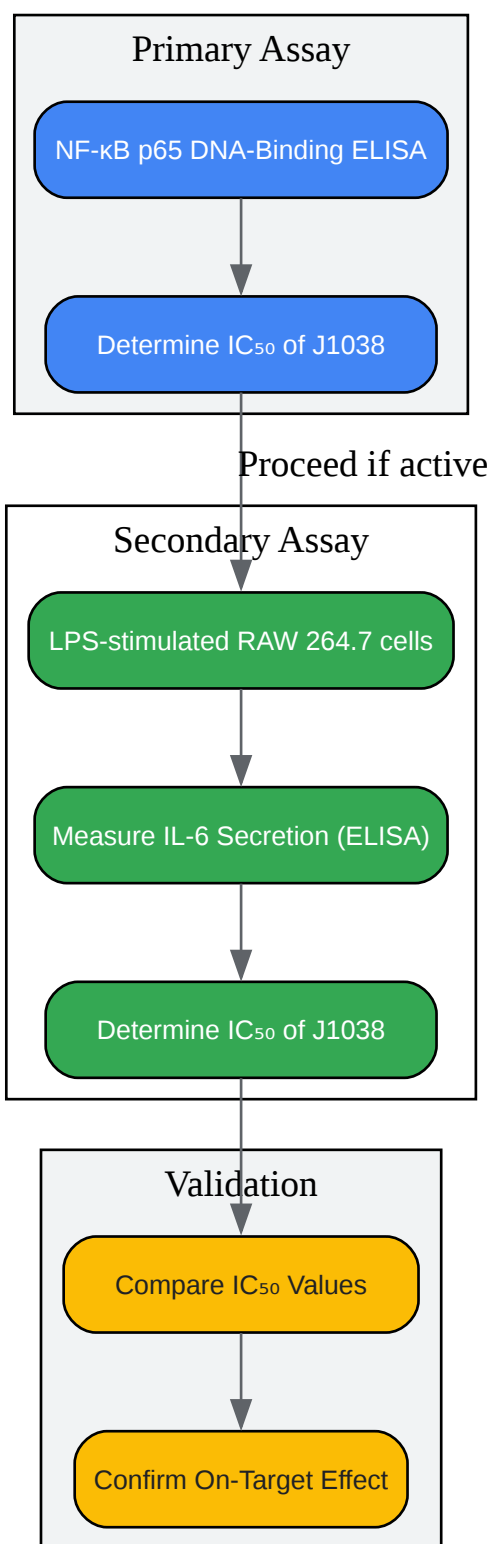 Primary Assay
NF-κB p65 DNA-Binding ELISA
Determine IC₅₀ of J1038
Proceed if active
Secondary Assay
LPS-stimulated RAW 264.7 cells
Measure IL-6 Secretion (ELISA)
Determine IC₅₀ of J1038
Validation
Compare IC₅₀ Values
Confirm On-Target Effect